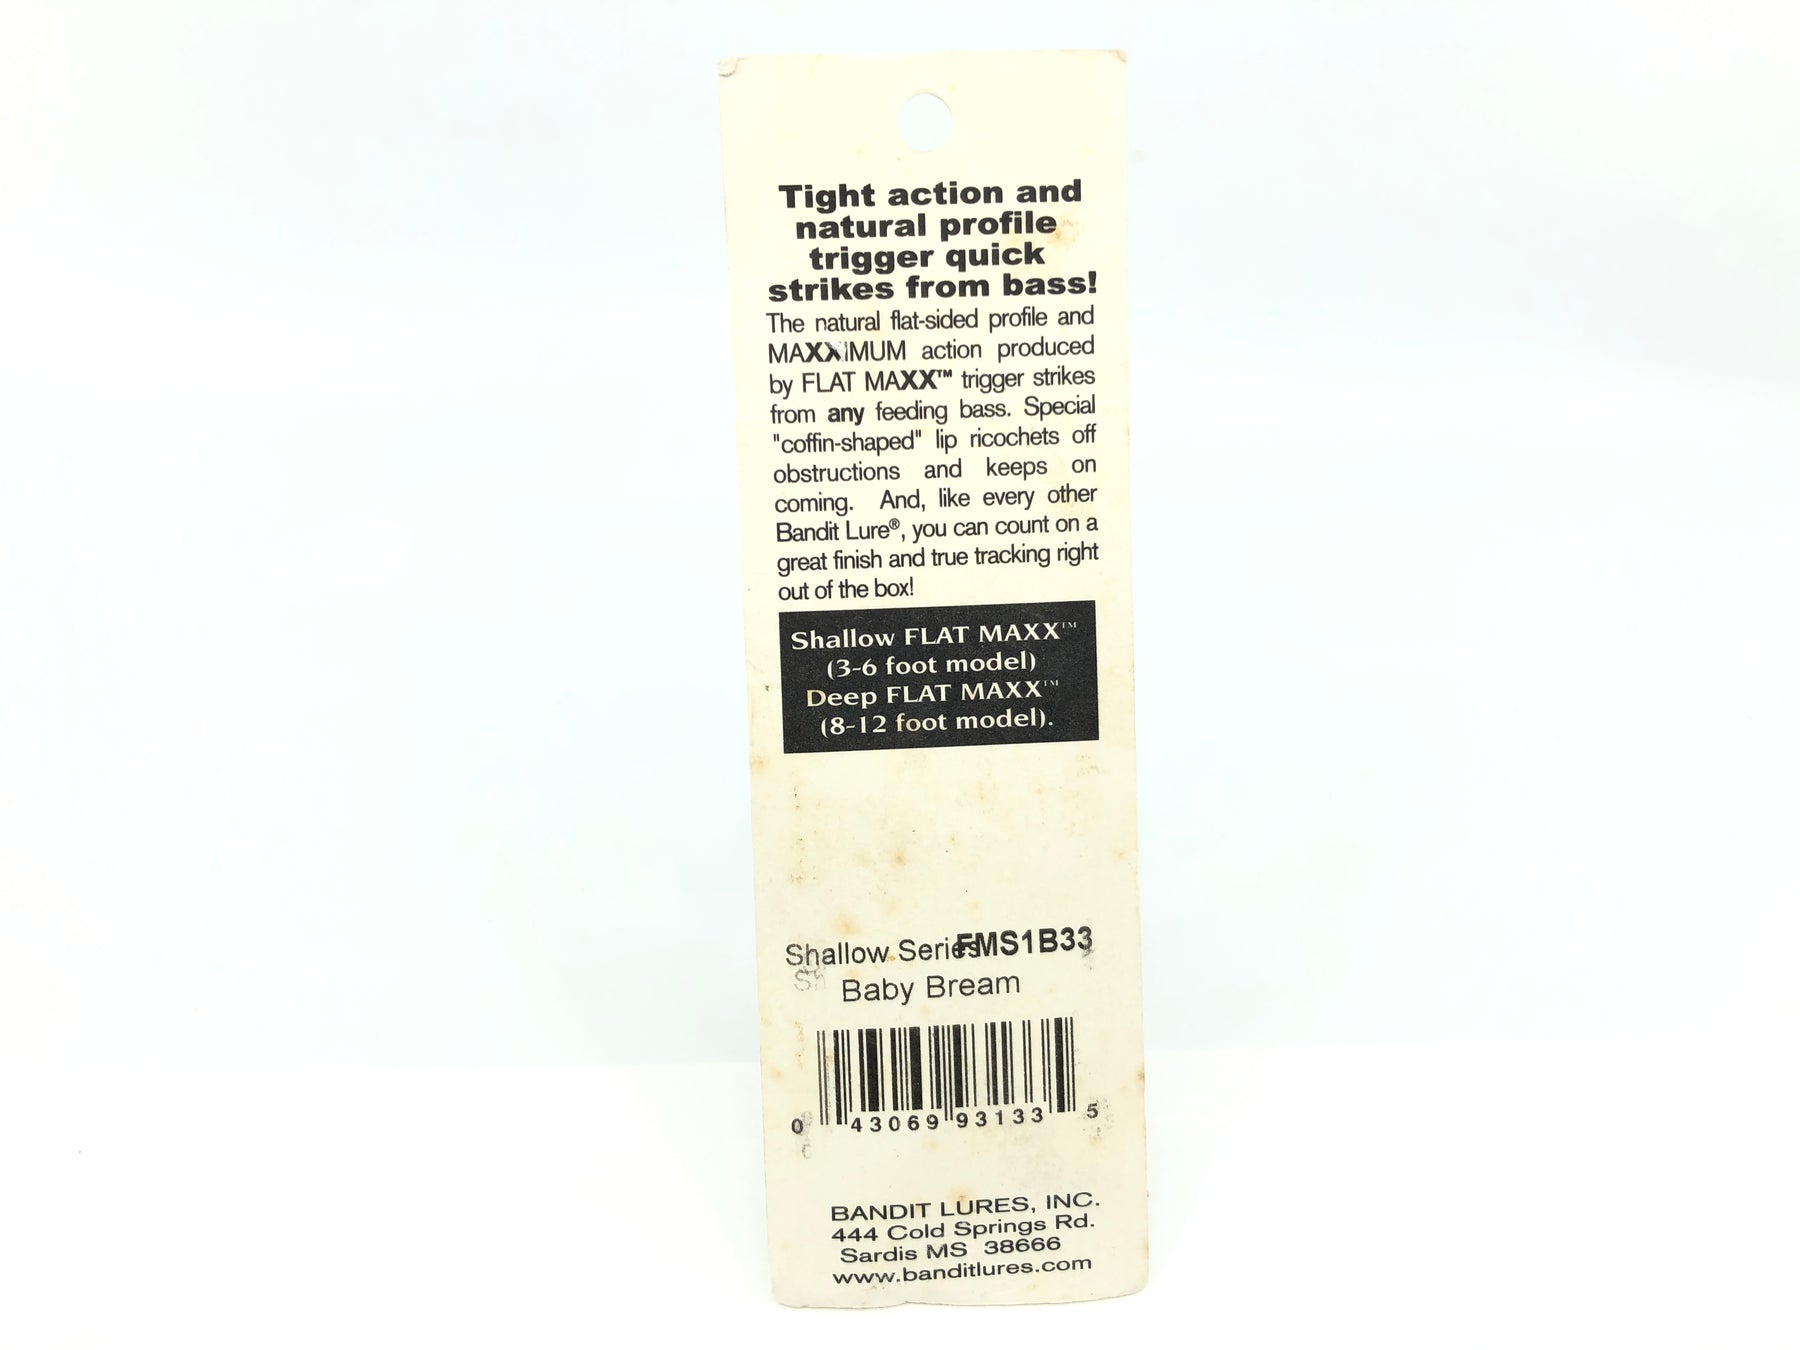 Tight action and
natural profile
trigger quick
strikes from bass!
The natural flat-sided profile and
MAXXIMUM action produced
by FLAT MAXX™ trigger strikes
from any feeding bass. Special
"coffin-shaped" lip ricochets off
obstructions and keeps on
coming. And, like every other
Bandit Lure®, you can count on a
great finish and true tracking right
out of the box!
Shallow FLAT MAXX™
(3-6 foot model)
Deep FLAT MAXX™
(8-12 foot model).
Shallow Series FMS1B33
Sh
Baby Bream
0 43069 93133 5
BANDIT LURES, INC.
444 Cold Springs Rd.
Sardis MS 38666
www.banditlures.com